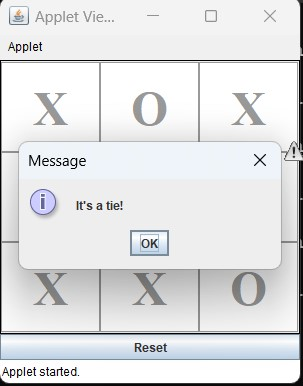 Applet Vie...
Applet
X O X
Message
It's a tie!
OK
X X O
Reset
Applet started.